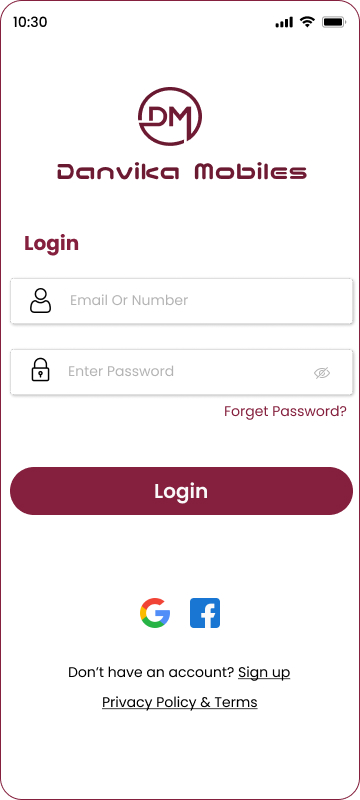 10:30
DM
Danvika Mobiles
Login
Email Or Number
Enter Password
Forget Password?
Login
Don't have an account? Sign up
Privacy Policy & Terms